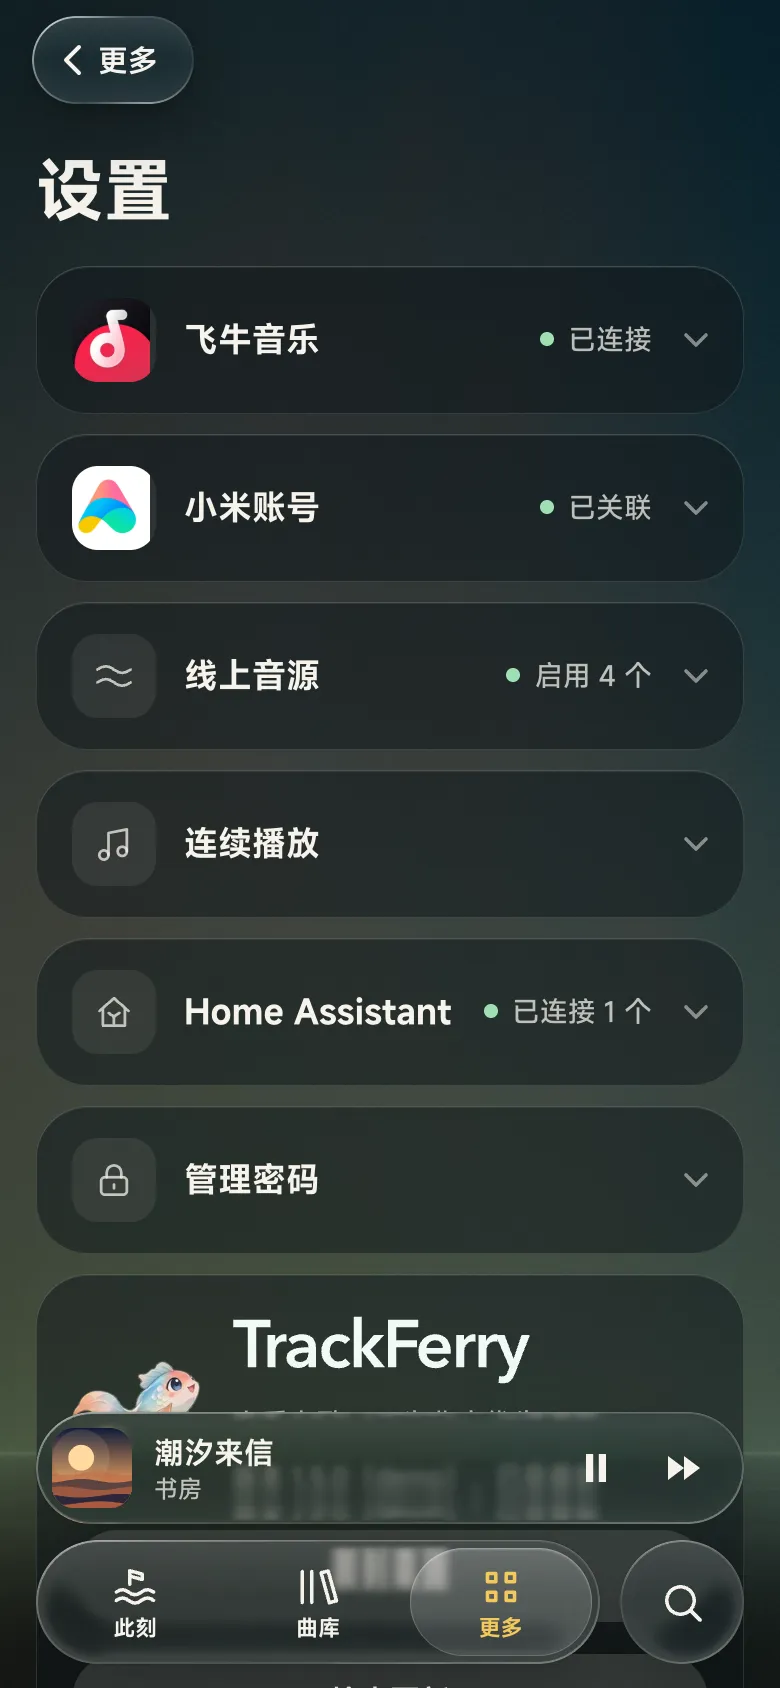 更多
设置
飞牛音乐 已连接
小米账号 已关联
线上音源 启用 4 个
连续播放
Home Assistant 已连接 1 个
管理密码
TrackFerry
潮汐来信
书房
此刻 曲库 更多